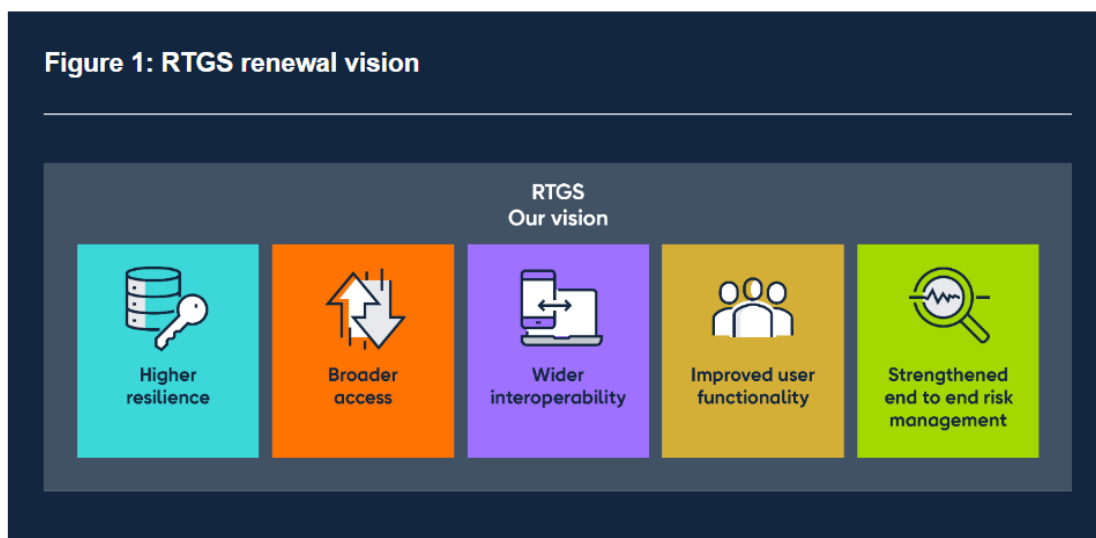 Figure 1: RTGS renewal vision
RTGS
Our vision
Higher
resilience
Broader
access
Wider
interoperability
Improved user
functionality
Strengthened
end to end risk
management